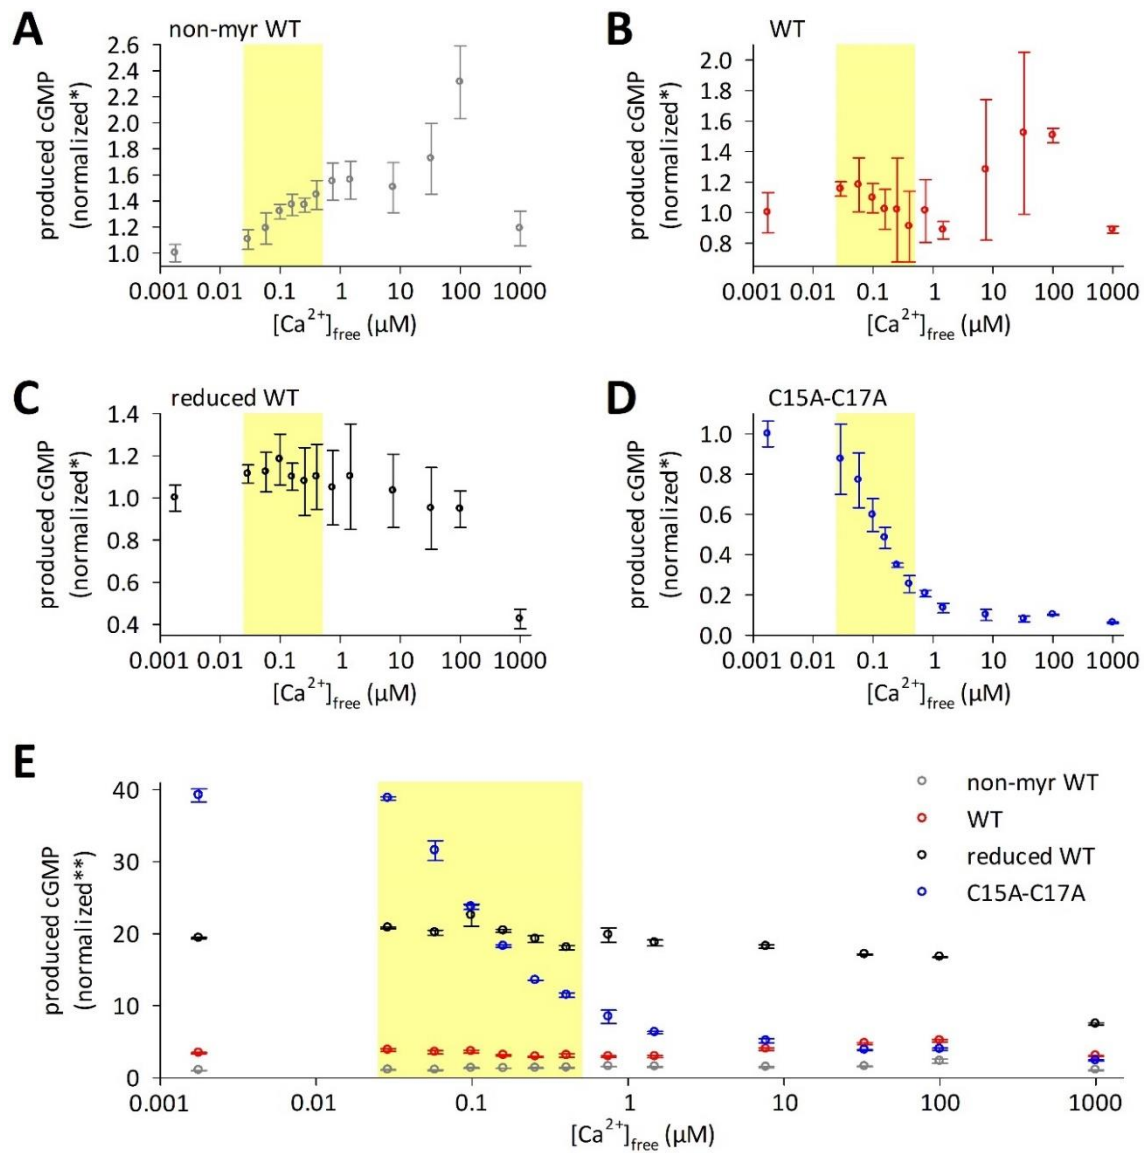 A
non-myr WT
produced cGMP
(normalized*)
2.6
2.4
2.2
2.0
1.8
1.6
1.4
1.2
1.0
0.001 0.01 0.1 1 10 100 1000
[Ca2+]free (μM)
B
WT
produced cGMP
(normalized*)
2.0
1.8
1.6
1.4
1.2
1.0
0.8
0.001 0.01 0.1 1 10 100 1000
[Ca2+]free (μM)
C
reduced WT
produced cGMP
(normalized*)
1.4
1.2
1.0
0.8
0.6
0.4
0.001 0.01 0.1 1 10 100 1000
[Ca2+]free (μM)
D
C15A-C17A
produced cGMP
(normalized*)
1.0
0.8
0.6
0.4
0.2
0.0
0.001 0.01 0.1 1 10 100 1000
[Ca2+]free (μM)
E
produced cGMP
(normalized**)
40
30
20
10
0
non-myr WT
WT
reduced WT
C15A-C17A
0.001 0.01 0.1 1 10 100 1000
[Ca2+]free (μM)